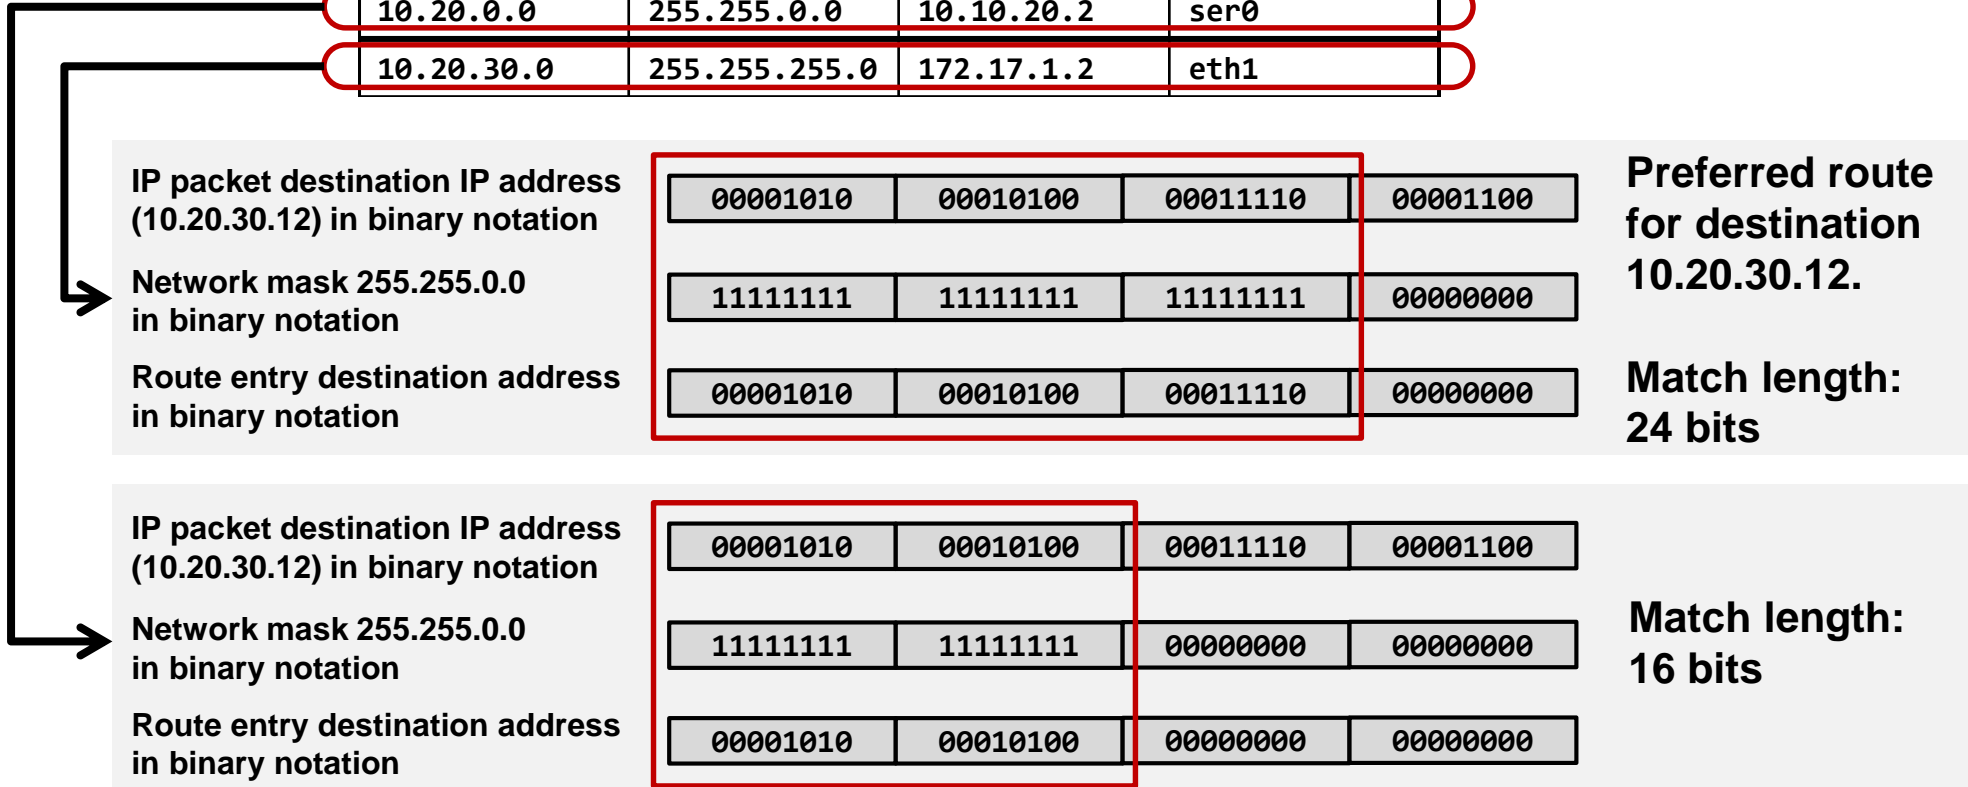 10.20.0.0 255.255.0.0 10.10.20.2 ser0
10.20.30.0 255.255.255.0 172.17.1.2 eth1
IP packet destination IP address
(10.20.30.12) in binary notation
00001010 00010100 00011110 00001100
Network mask 255.255.0.0
in binary notation
11111111 11111111 11111111 00000000
Route entry destination address
in binary notation
00001010 00010100 00011110 00000000
Preferred route
for destination
10.20.30.12.
Match length:
24 bits
IP packet destination IP address
(10.20.30.12) in binary notation
00001010 00010100 00011110 00001100
Network mask 255.255.0.0
in binary notation
11111111 11111111 00000000 00000000
Route entry destination address
in binary notation
00001010 00010100 00000000 00000000
Match length:
16 bits